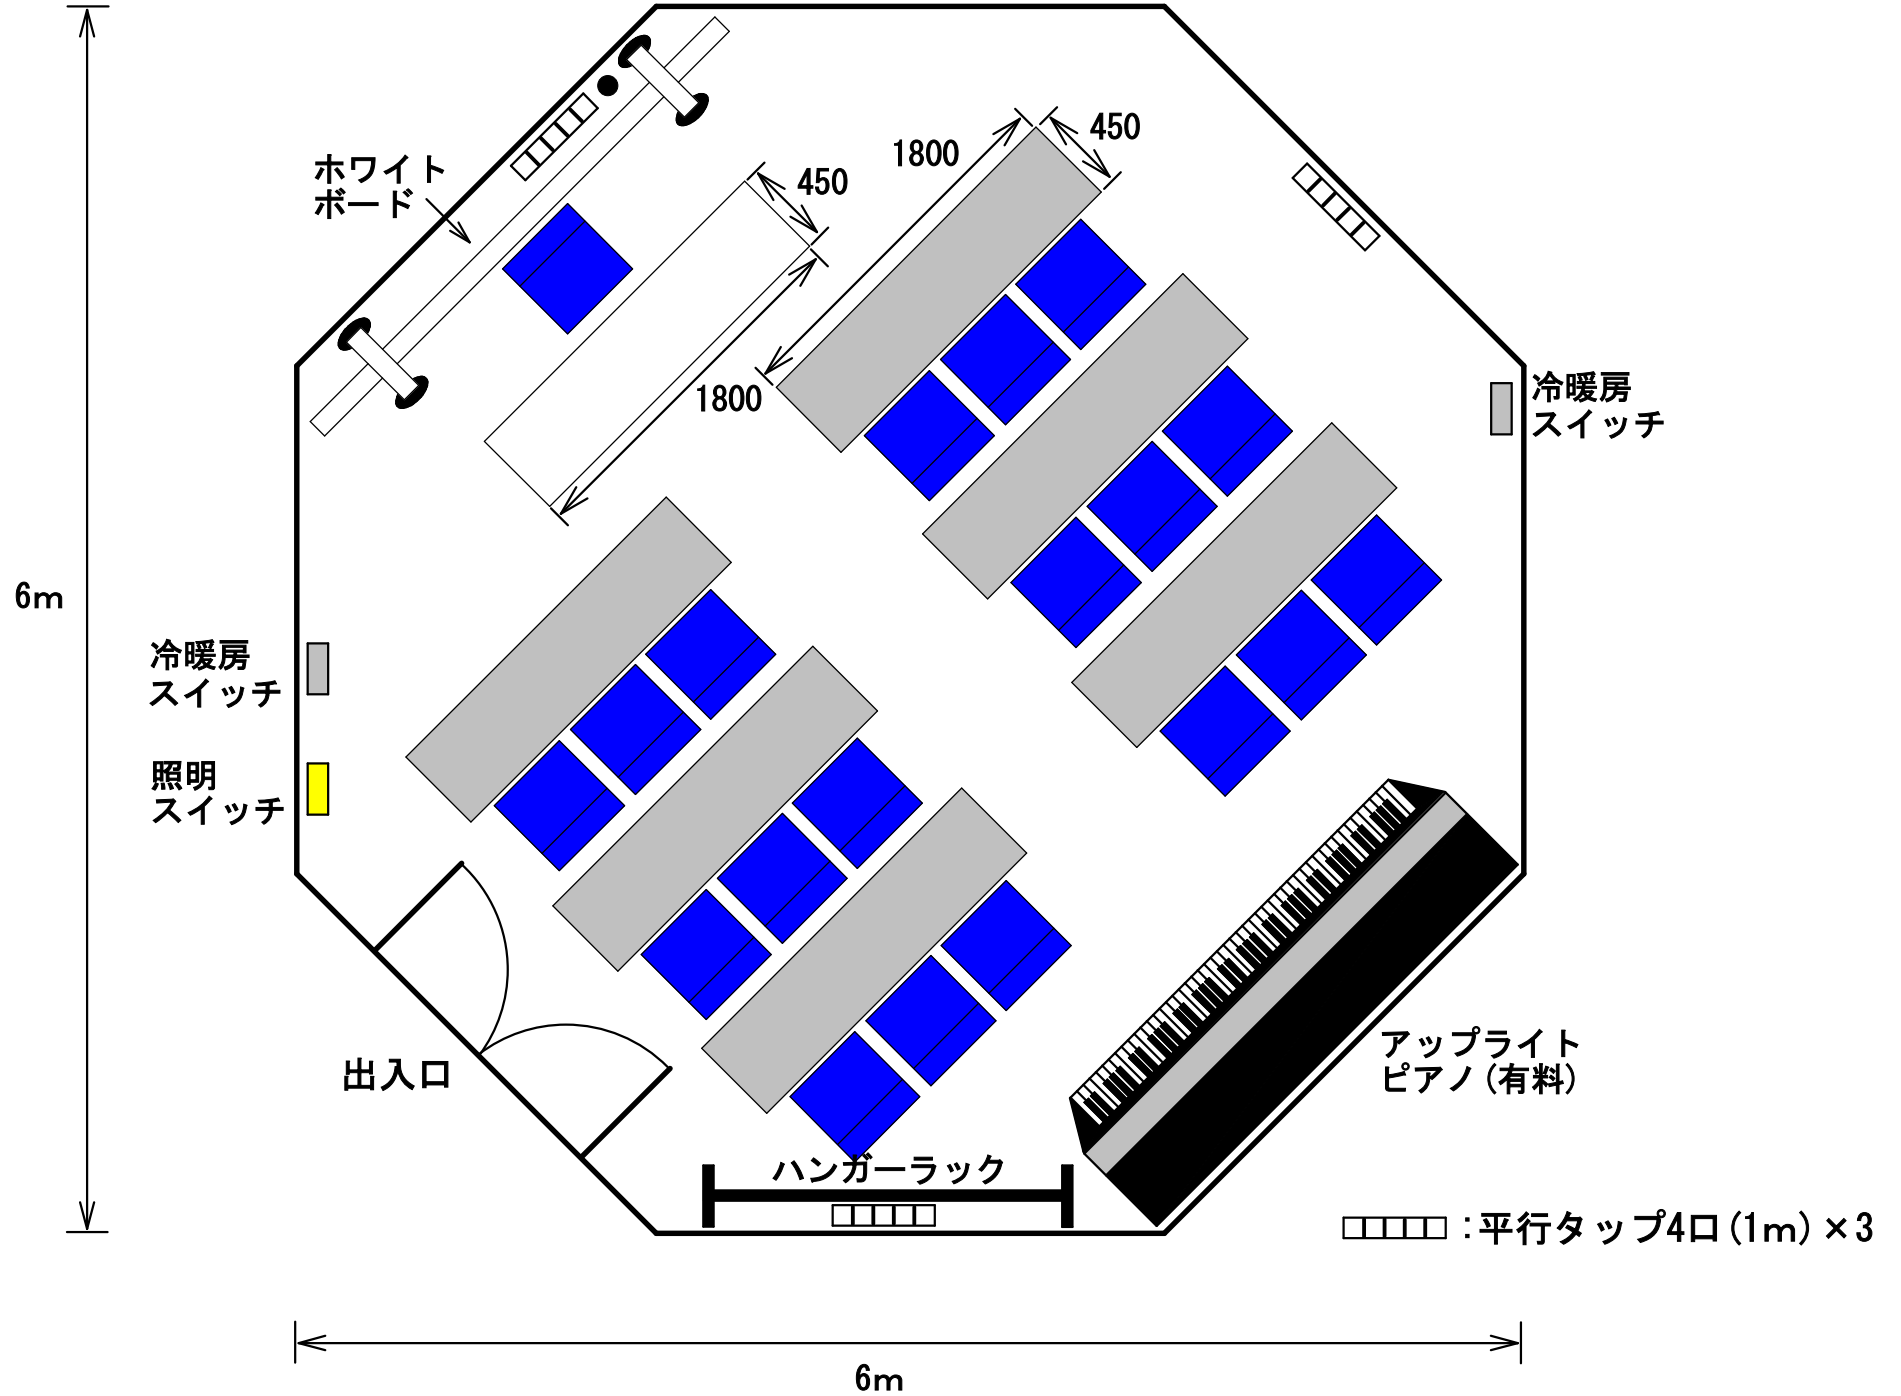 ホワイト
ボード
450
1800
450
1800
冷暖房
スイッチ
6m
冷暖房
スイッチ
照明
スイッチ
出入口
アップライト
ピアノ(有料)
ハンガーラック
:平行タップ4口(1m)×3
6m